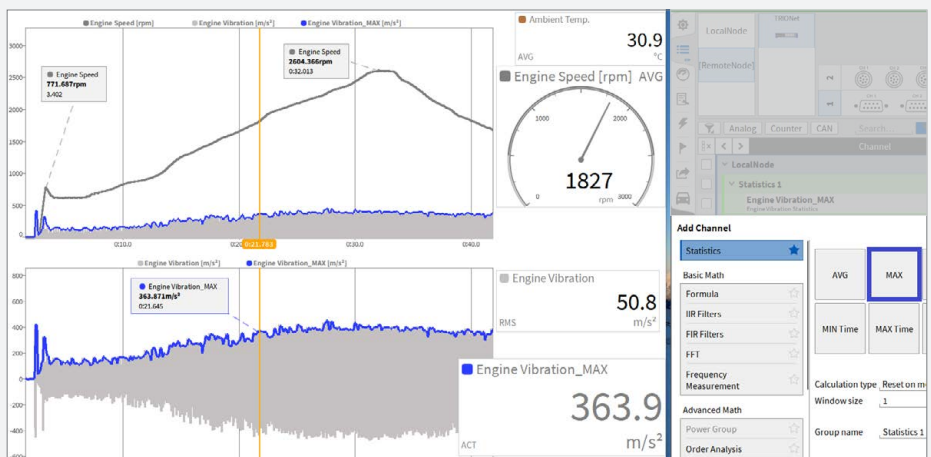 Engine Speed [rpm] Engine Vibration [m/s²] Engine Vibration_MAX [m/s²]
3000
2500
2000
1500
1000
500
0
Engine Speed
771.687rpm
3.402
Engine Speed
2604.366rpm
0:32.013
0:10.0 0:20 0:21.783 0:30.0 0:40.0
Engine Vibration [m/s²] Engine Vibration_MAX [m/s²]
800
600
400
200
0
-200
-400
Engine Vibration_MAX
363.871m/s²
0:21.645
Ambient Temp.
30.9
AVG °C
Engine Speed [rpm] AVG
1000 2000
1827
0 rpm 3000
Engine Vibration
50.8
RMS m/s²
Engine Vibration_MAX
363.9
ACT m/s²
LocalNode
[RemoteNode]
Analog Counter CAN Search
Channel
LocalNode
Statistics 1
Engine Vibration_MAX
Engine Vibration Statistics
Add Channel
Statistics
Basic Math
Formula
IIR Filters
FIR Filters
FFT
Frequency
Measurement
Advanced Math
Power Group
Order Analysis
AVG MAX
MIN Time MAX Time
Calculation type Reset on m
Window size 1
Group name Statistics 1